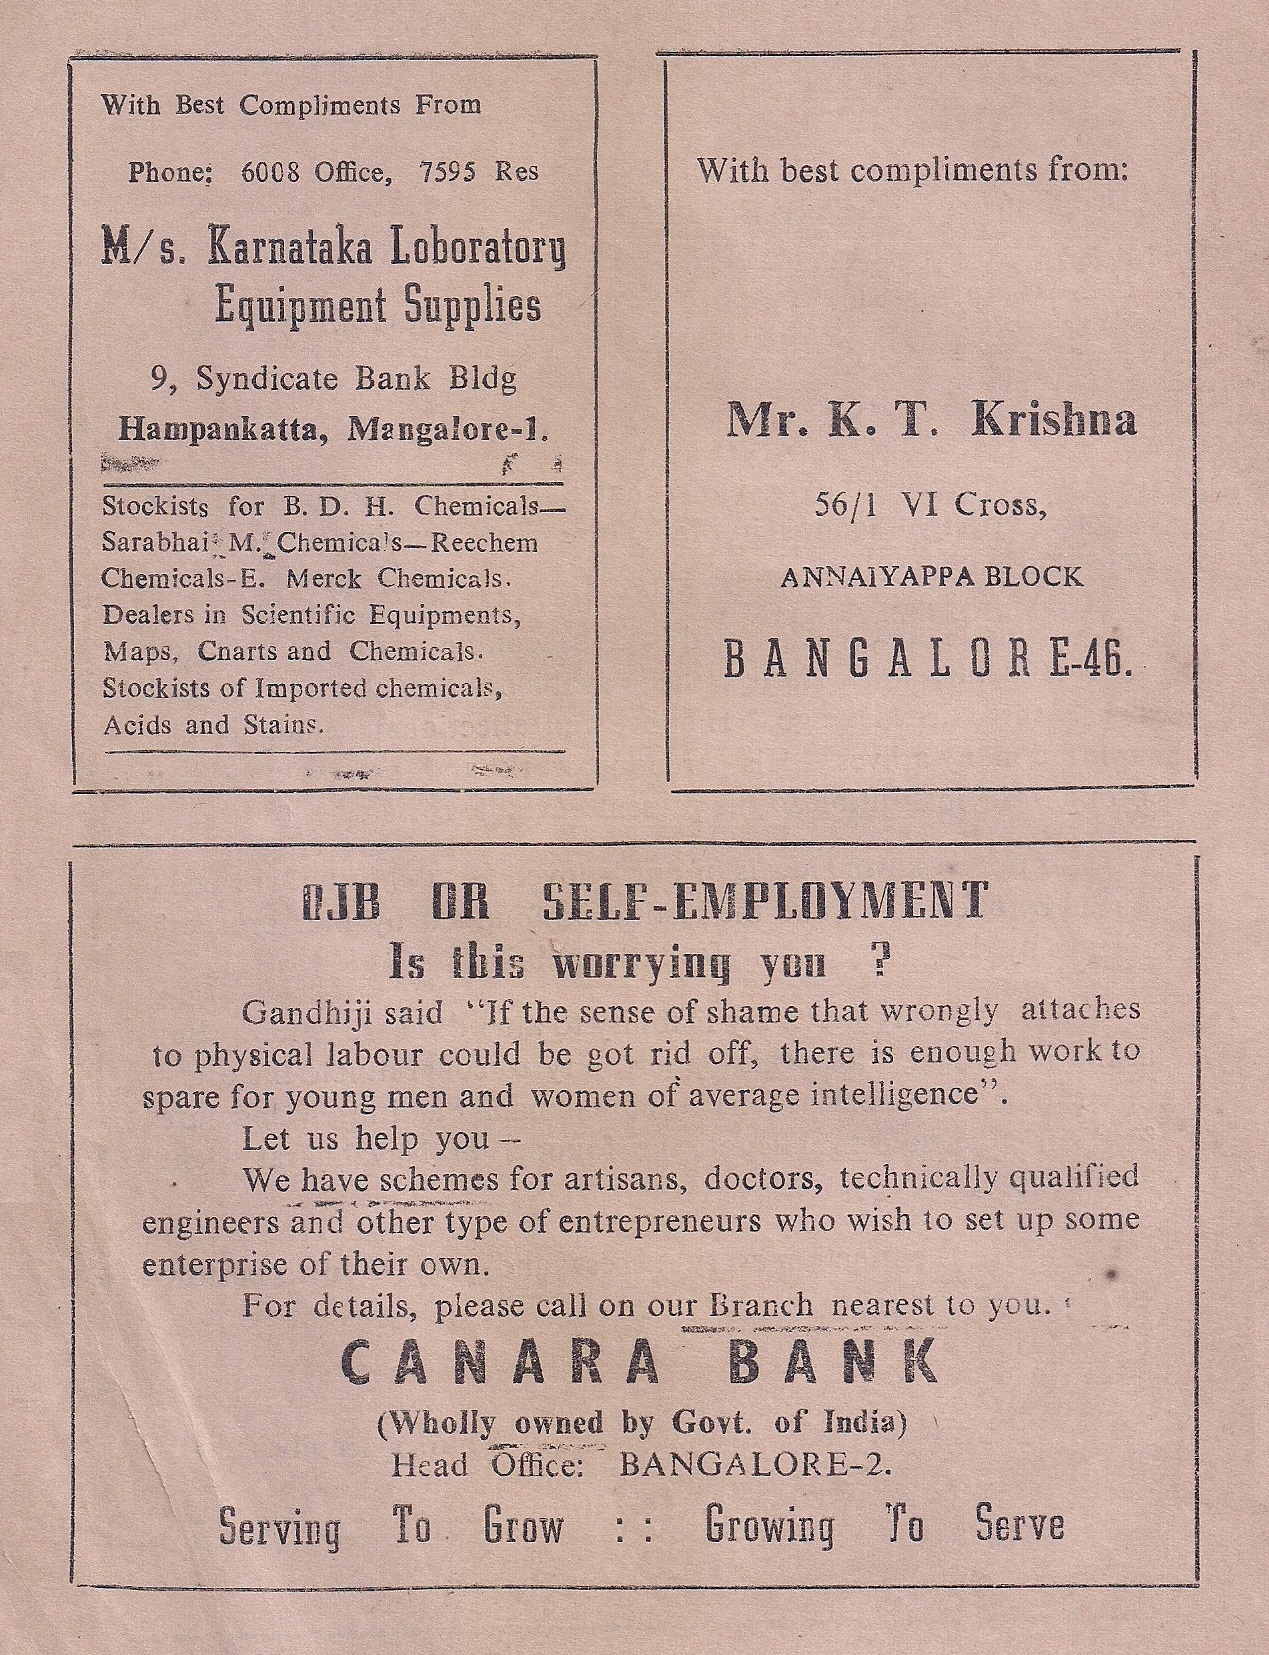 With Best Compliments From
Phone: 6008 Office, 7595 Res
M/s. Karnataka Loboratory
Equipment Supplies
9, Syndicate Bank Bldg
Hampankatta, Mangalore-1.
Stockists for B. D. H. Chemicals—
Sarabhai M. Chemicals—Reechem
Chemicals-E. Merck Chemicals.
Dealers in Scientific Equipments,
Maps, Cnarts and Chemicals.
Stockists of Imported chemicals,
Acids and Stains.
With best compliments from:
Mr. K. T. Krishna
56/1 VI Cross,
ANNAIYAPPA BLOCK
BANGALORE-46.
OJB OR SELF-EMPLOYMENT
Is this worrying you ?
Gandhiji said “If the sense of shame that wrongly attaches
to physical labour could be got rid off, there is enough work to
spare for young men and women of average intelligence”.
Let us help you –
We have schemes for artisans, doctors, technically qualified
engineers and other type of entrepreneurs who wish to set up some
enterprise of their own.
For details, please call on our Branch nearest to you.
CANARA BANK
(Wholly owned by Govt. of India)
Head Office: BANGALORE-2.
Serving To Grow : : Growing To Serve